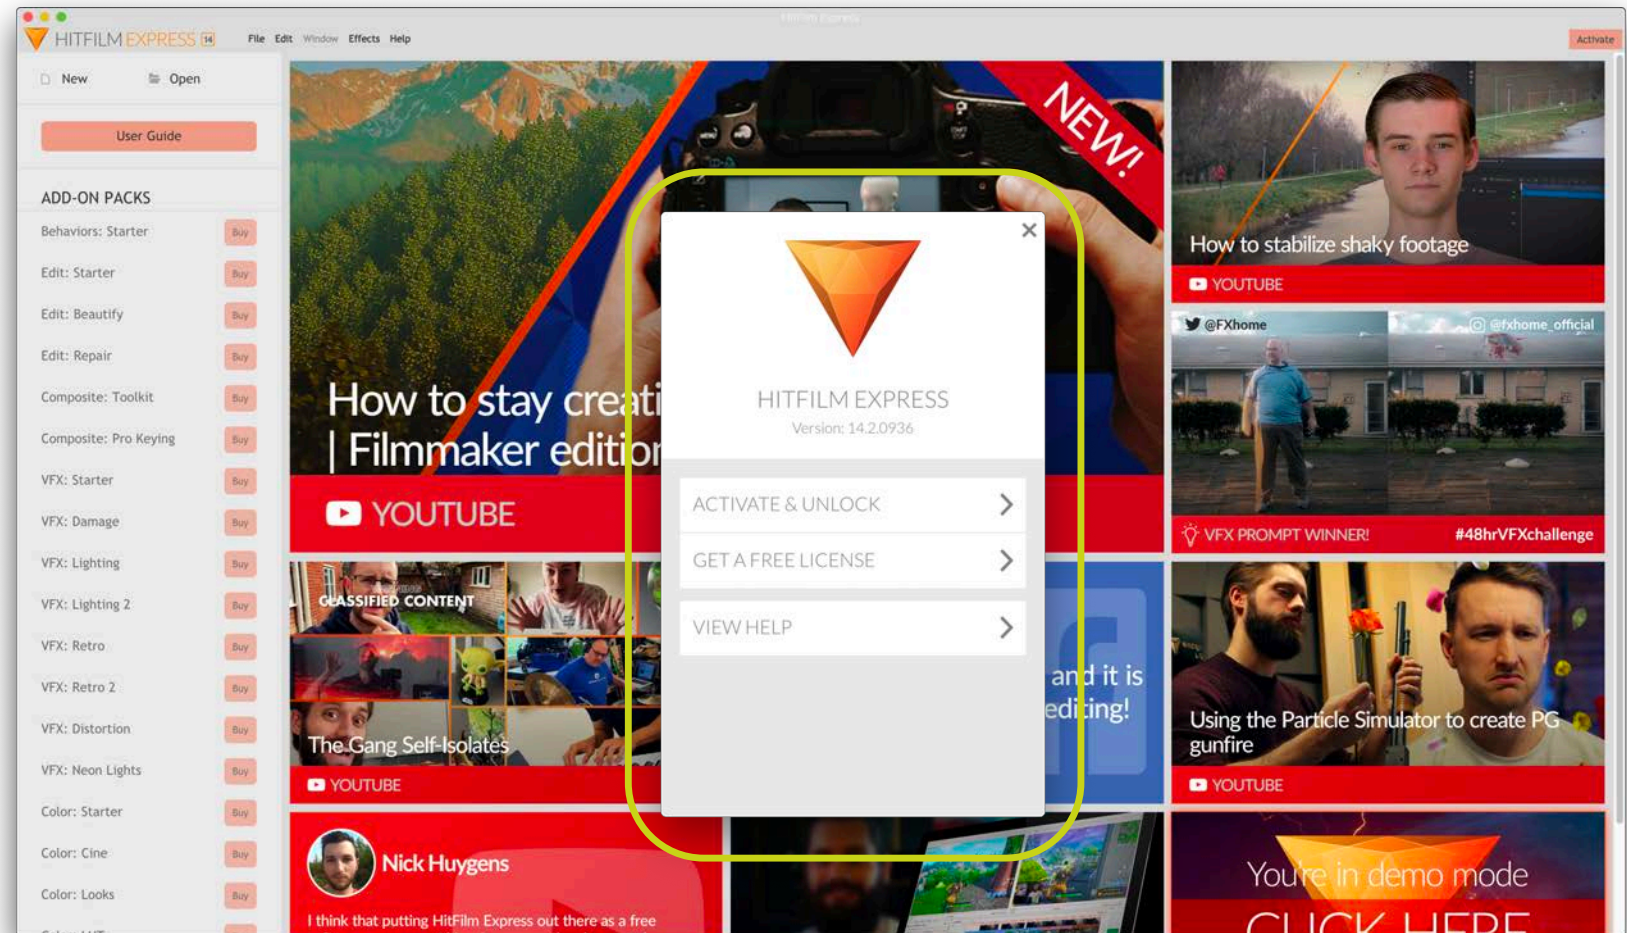 HitFilm Express
HITFILM EXPRESS 14
File Edit Window Effects Help
Activate
New Open
User Guide
ADD-ON PACKS
Behaviors: Starter Buy
Edit: Starter Buy
Edit: Beautify Buy
Edit: Repair Buy
Composite: Toolkit Buy
Composite: Pro Keying Buy
VFX: Starter Buy
VFX: Damage Buy
VFX: Lighting Buy
VFX: Lighting 2 Buy
VFX: Retro Buy
VFX: Retro 2 Buy
VFX: Distortion Buy
VFX: Neon Lights Buy
Color: Starter Buy
Color: Cine Buy
Color: Looks Buy
NEW!
How to stay creati
| Filmmaker edition
YOUTUBE
CLASSIFIED CONTENT
The Gang Self-Isolates
YOUTUBE
Nick Huygens
I think that putting HitFilm Express out there as a free
HITFILM EXPRESS
Version: 14.2.0936
ACTIVATE & UNLOCK
GET A FREE LICENSE
VIEW HELP
and it is
editing!
How to stabilize shaky footage
YOUTUBE
@FXhome
@fxhome_official
VFX PROMPT WINNER! #48hrVFXchallenge
Using the Particle Simulator to create PG
gunfire
YOUTUBE
You're in demo mode
CLICK HERE